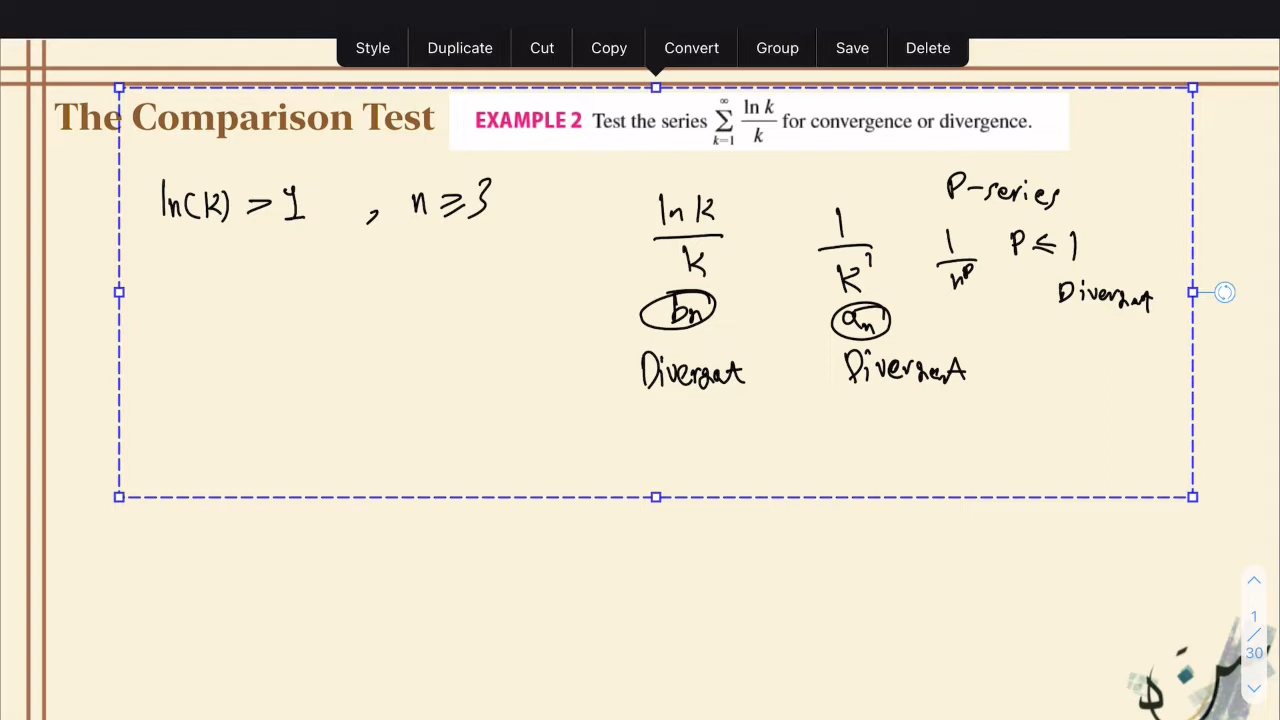 Style Duplicate Cut Copy Convert Group Save Delete
The Comparison Test
EXAMPLE 2 Test the series ∑_{k=1}^{∞} ln k / k for convergence or divergence.
ln(k) > 1 , n ≥ 3
P-series
ln k / k
1 / k^1
1 / n^p P ≤ 1
Divergent
bn
an
Divergent
Divergent
1
/
30